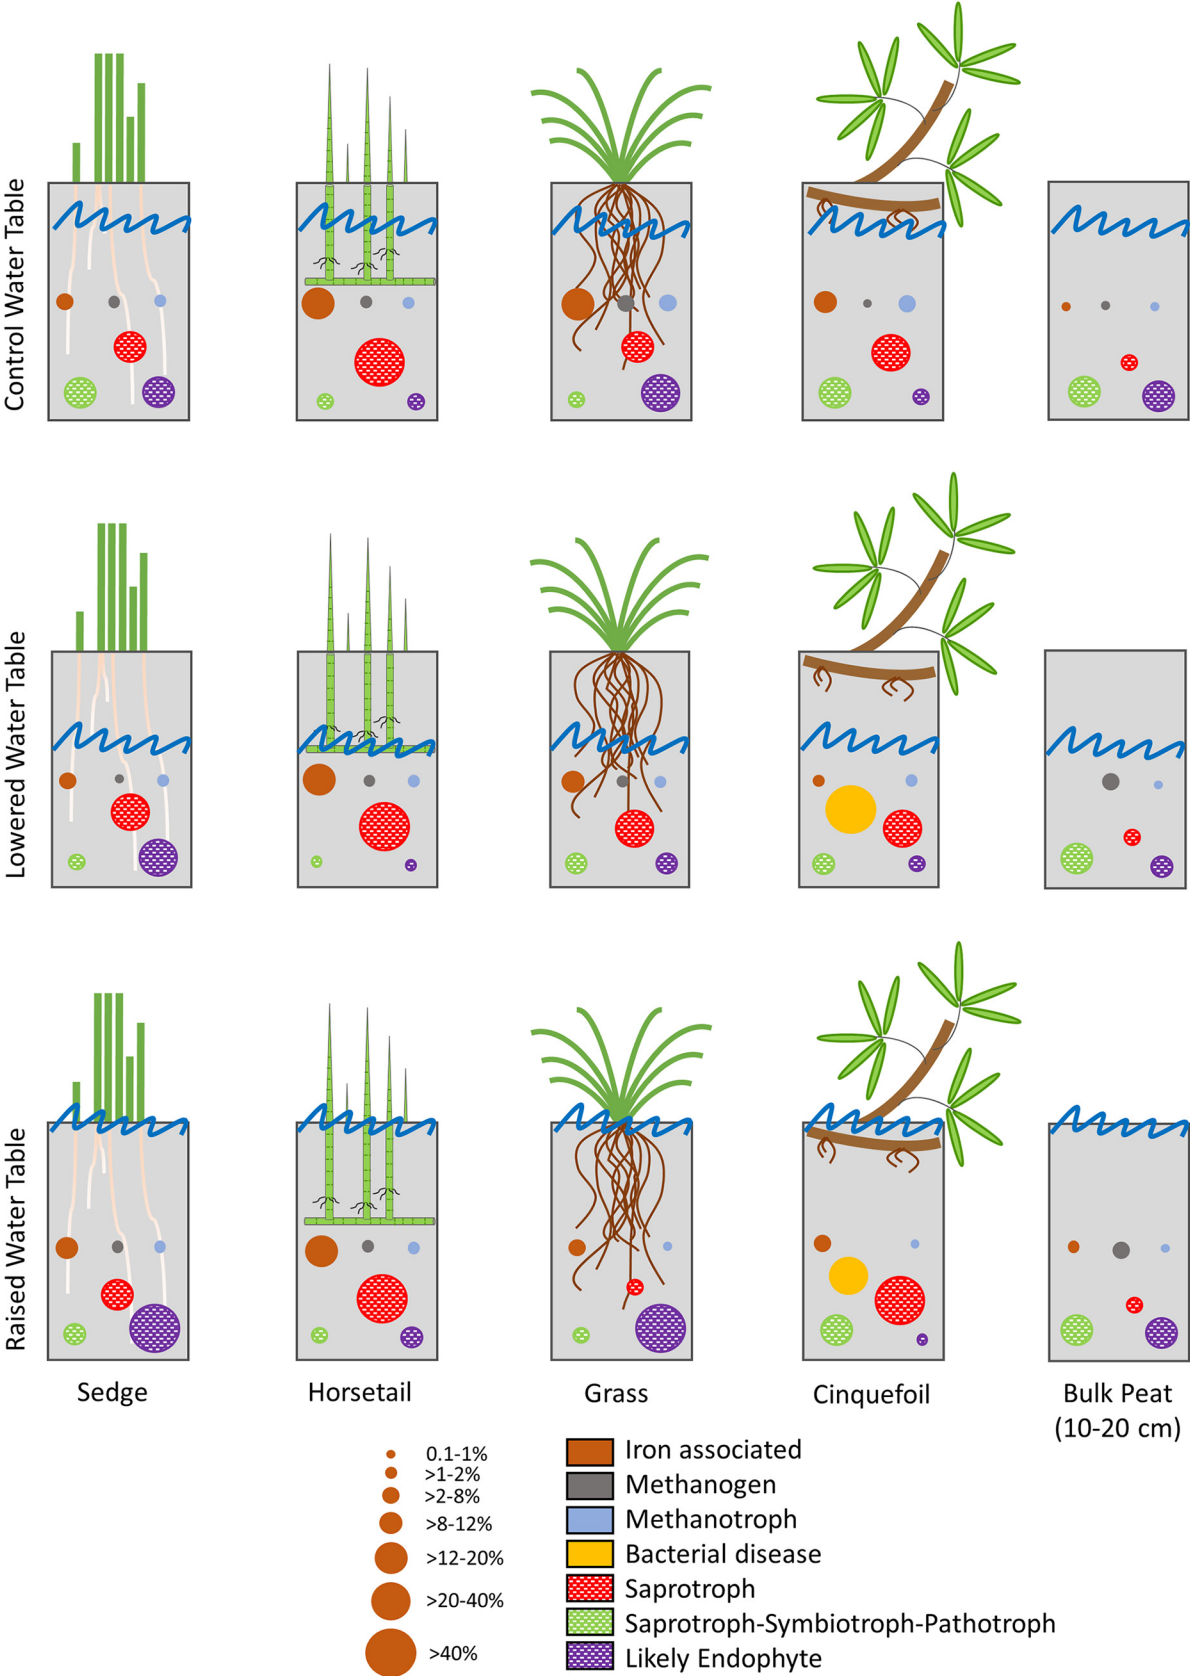 Control Water Table
Lowered Water Table
Raised Water Table
Sedge
Horsetail
Grass
Cinquefoil
Bulk Peat
(10-20 cm)
0.1-1%
>1-2%
>2-8%
>8-12%
>12-20%
>20-40%
>40%
Iron associated
Methanogen
Methanotroph
Bacterial disease
Saprotroph
Saprotroph-Symbiotroph-Pathotroph
Likely Endophyte